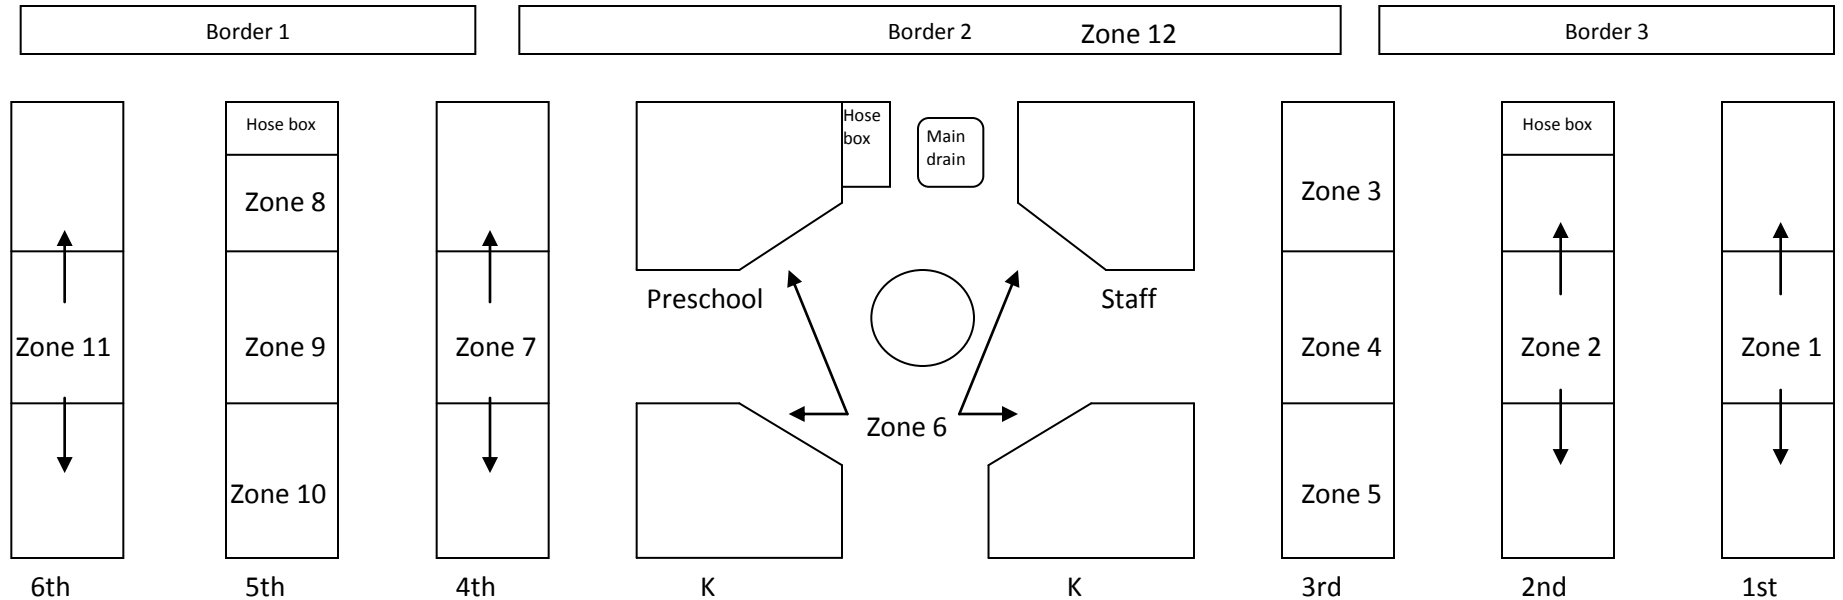 Border 1
Border 2
Zone 12
Border 3
Hose box
Hose
box
Main
drain
Hose box
Zone 8
Zone 3
Preschool
Staff
Zone 11
Zone 9
Zone 7
Zone 4
Zone 2
Zone 1
Zone 6
Zone 10
Zone 5
6th
5th
4th
K
K
3rd
2nd
1st